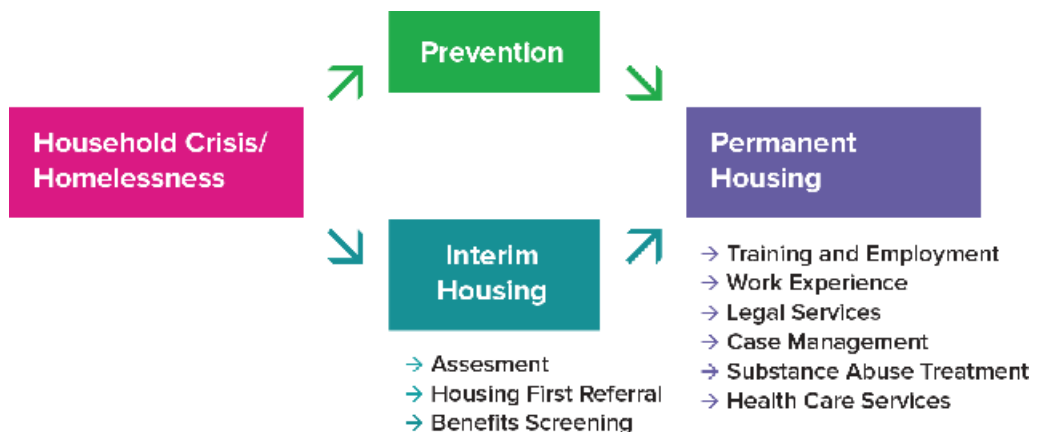 Prevention
Household Crisis/
Homelessness
Permanent
Housing
Interim
Housing
→ Assesment
→ Housing First Referral
→ Benefits Screening
→ Training and Employment
→ Work Experience
→ Legal Services
→ Case Management
→ Substance Abuse Treatment
→ Health Care Services